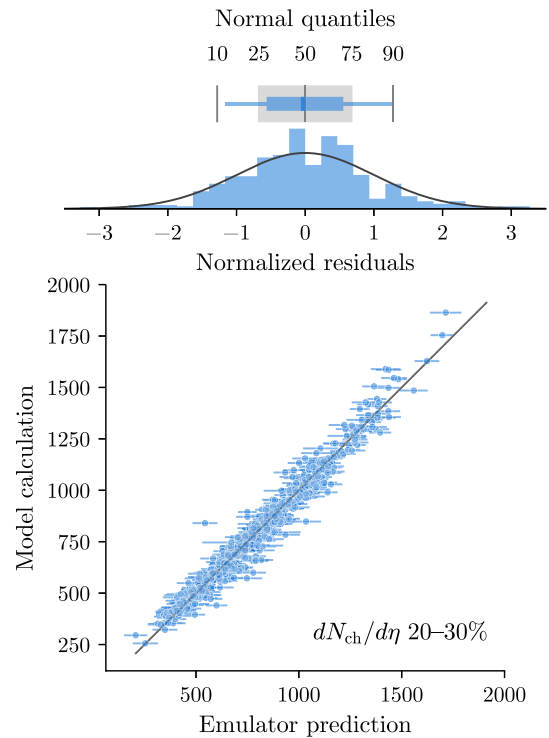 Normal quantiles
10 25 50 75 90
−3 −2 −1 0 1 2 3
Normalized residuals
2000
1750
1500
1250
1000
750
500
250
Model calculation
dN_ch/dη 20–30%
500 1000 1500 2000
Emulator prediction